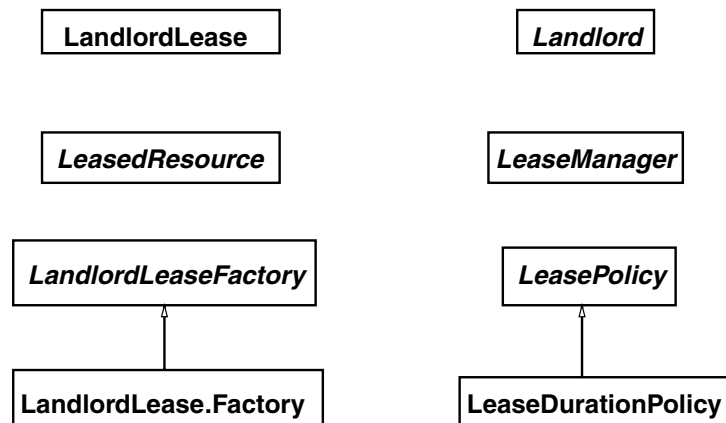 LandlordLease
Landlord
LeasedResource
LeaseManager
LandlordLeaseFactory
LeasePolicy
LandlordLease.Factory
LeaseDurationPolicy